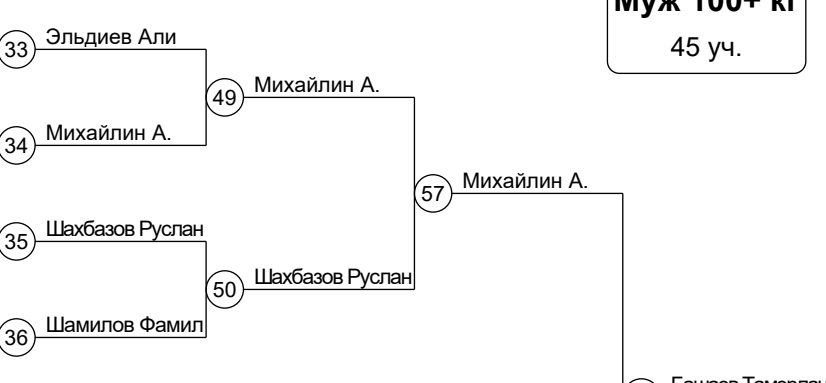 Муж 100+ кг
45 уч.
33 Эльдиев Али
49 Михайлин А.
34 Михайлин А.
57 Михайлин А.
35 Шахбазов Руслан
50 Шахбазов Руслан
36 Шамилов Фамил